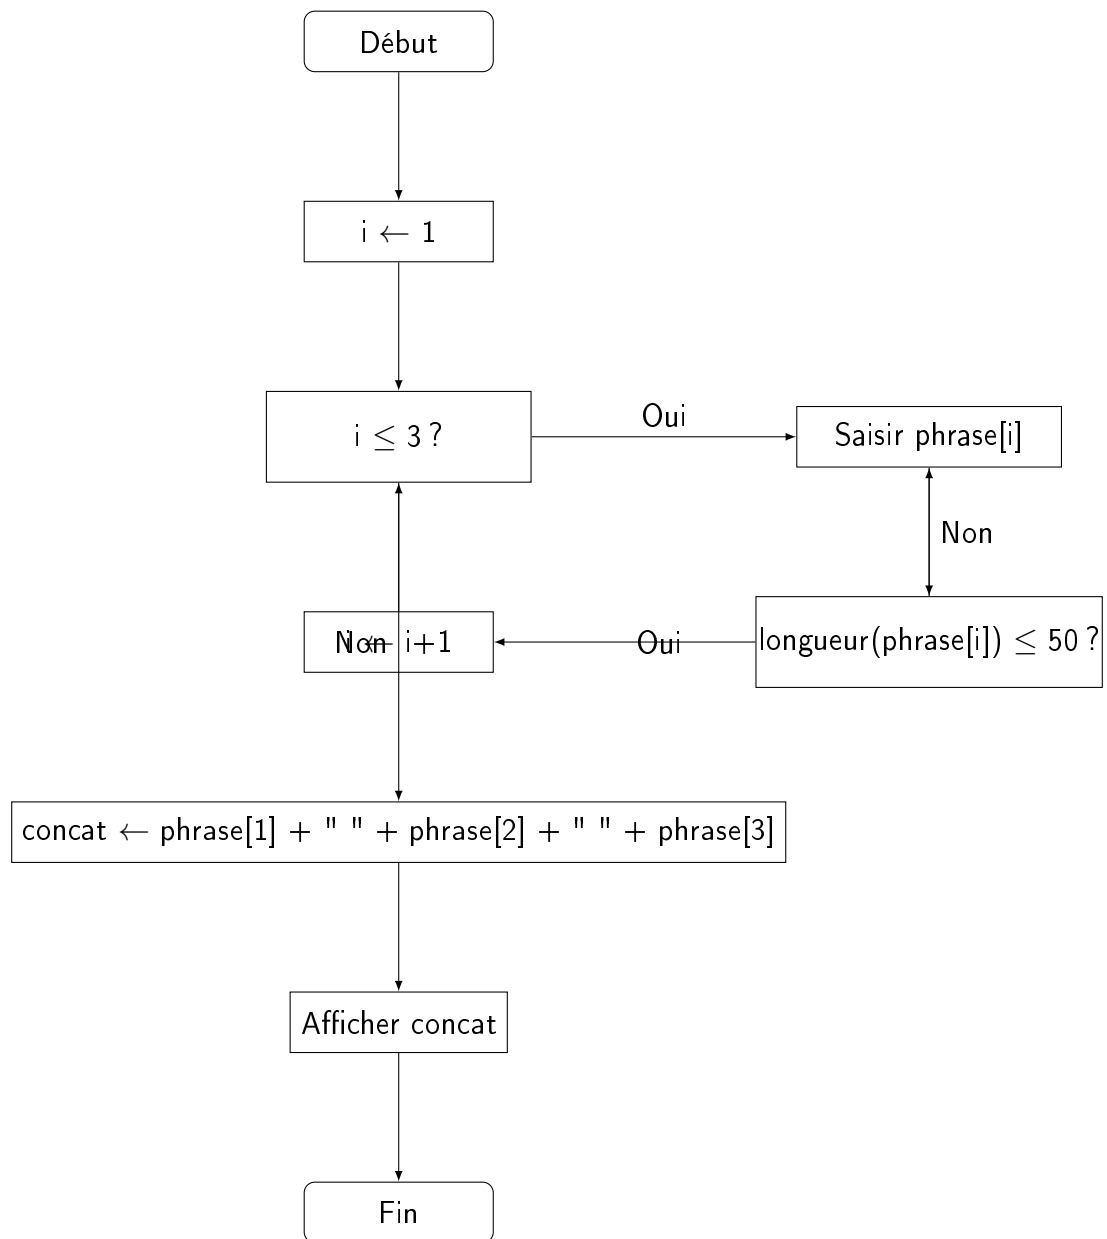 Début
i ← 1
i ≤ 3 ?
Oui
Saisir phrase[i]
Non
Non
i ← i+1
Oui
longueur(phrase[i]) ≤ 50 ?
concat ← phrase[1] + " " + phrase[2] + " " + phrase[3]
Afficher concat
Fin